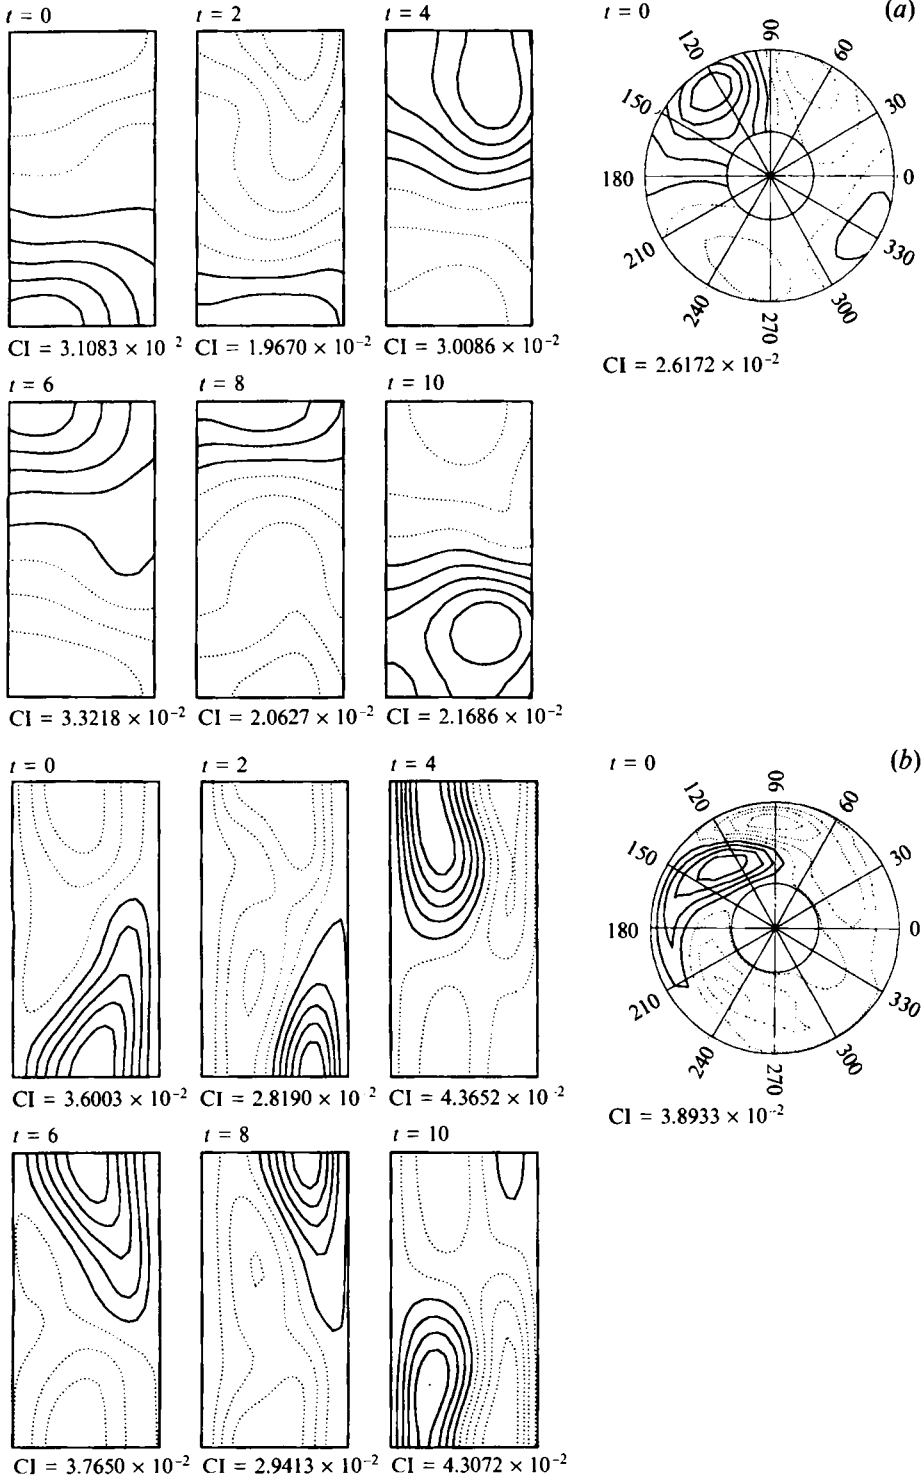 t = 0
t = 2
t = 4
CI = 3.1083 × 10⁻²
CI = 1.9670 × 10⁻²
CI = 3.0086 × 10⁻²
t = 6
t = 8
t = 10
CI = 3.3218 × 10⁻²
CI = 2.0627 × 10⁻²
CI = 2.1686 × 10⁻²
t = 0
(a)
90
60
30
0
330
300
270
240
210
180
150
120
CI = 2.6172 × 10⁻²
t = 0
t = 2
t = 4
CI = 3.6003 × 10⁻²
CI = 2.8190 × 10⁻²
CI = 4.3652 × 10⁻²
t = 6
t = 8
t = 10
CI = 3.7650 × 10⁻²
CI = 2.9413 × 10⁻²
CI = 4.3072 × 10⁻²
t = 0
(b)
90
60
30
0
330
300
270
240
210
180
150
120
CI = 3.8933 × 10⁻²